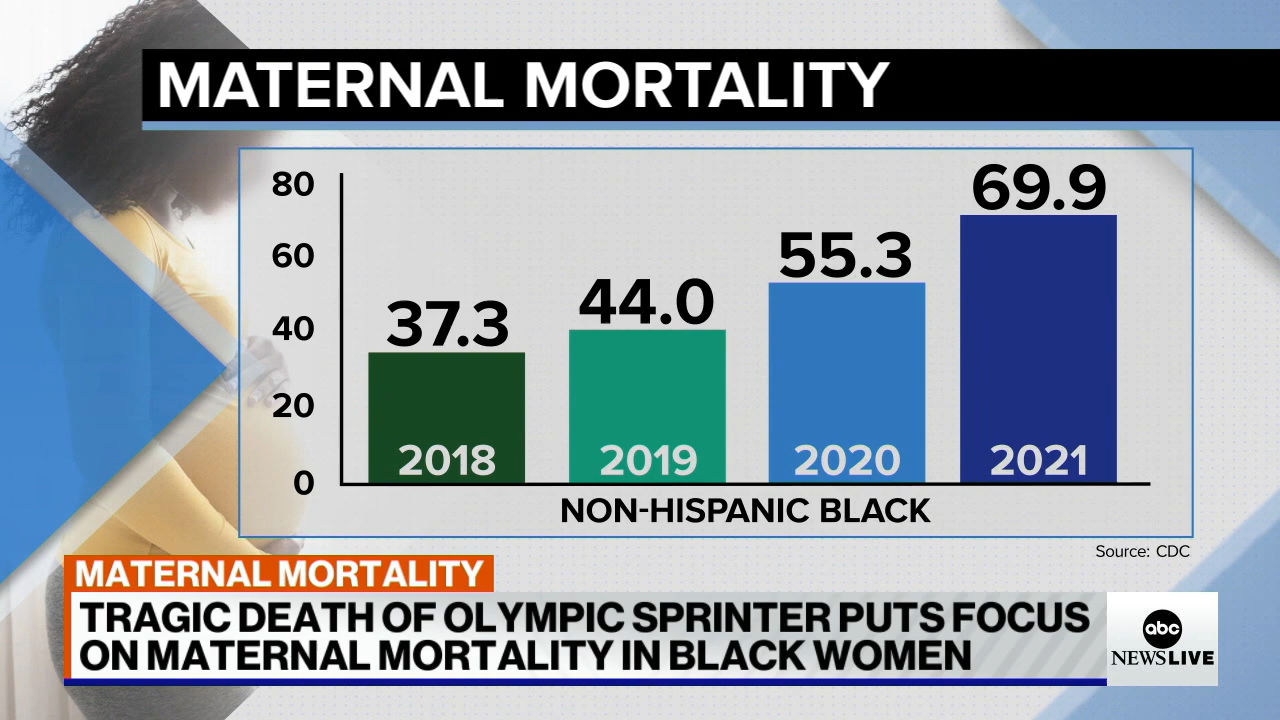 MATERNAL MORTALITY
80
60
40
20
0
37.3
44.0
55.3
69.9
2018
2019
2020
2021
NON-HISPANIC BLACK
Source: CDC
MATERNAL MORTALITY
TRAGIC DEATH OF OLYMPIC SPRINTER PUTS FOCUS
ON MATERNAL MORTALITY IN BLACK WOMEN
abc
NEWSLIVE